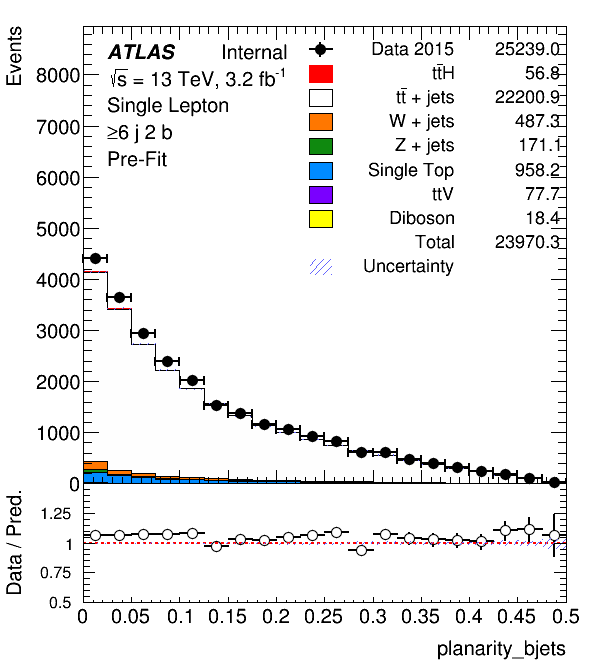 Events
ATLAS Internal
√s = 13 TeV, 3.2 fb⁻¹
Single Lepton
≥6 j 2 b
Pre-Fit
Data 2015 25239.0
tt̄H 56.8
tt̄ + jets 22200.9
W + jets 487.3
Z + jets 171.1
Single Top 958.2
ttV 77.7
Diboson 18.4
Total 23970.3
Uncertainty
8000
7000
6000
5000
4000
3000
2000
1000
0
Data / Pred.
1.25
1
0.75
0.5
0 0.05 0.1 0.15 0.2 0.25 0.3 0.35 0.4 0.45 0.5
planarity_bjets